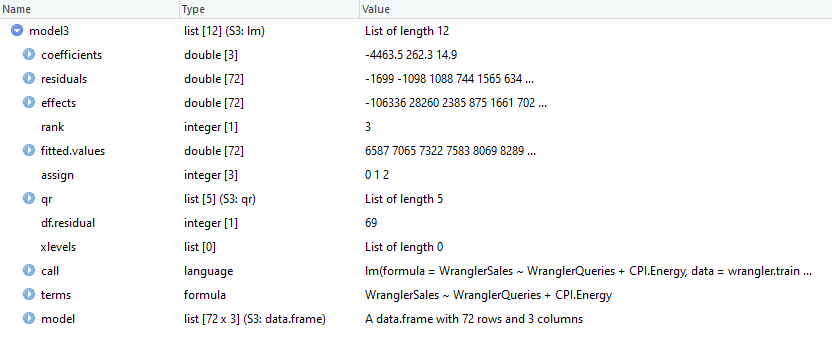 Name Type Value
model3 list [12] (S3: lm) List of length 12
coefficients double [3] -4463.5 262.3 14.9
residuals double [72] -1699 -1098 1088 744 1565 634 ...
effects double [72] -106336 28260 2385 875 1661 702 ...
rank integer [1] 3
fitted.values double [72] 6587 7065 7322 7583 8069 8289 ...
assign integer [3] 0 1 2
qr list [5] (S3: qr) List of length 5
df.residual integer [1] 69
xlevels list [0] List of length 0
call language lm(formula = WranglerSales ~ WranglerQueries + CPI.Energy, data = wrangler.train ...
terms formula WranglerSales ~ WranglerQueries + CPI.Energy
model list [72 x 3] (S3: data.frame) A data.frame with 72 rows and 3 columns